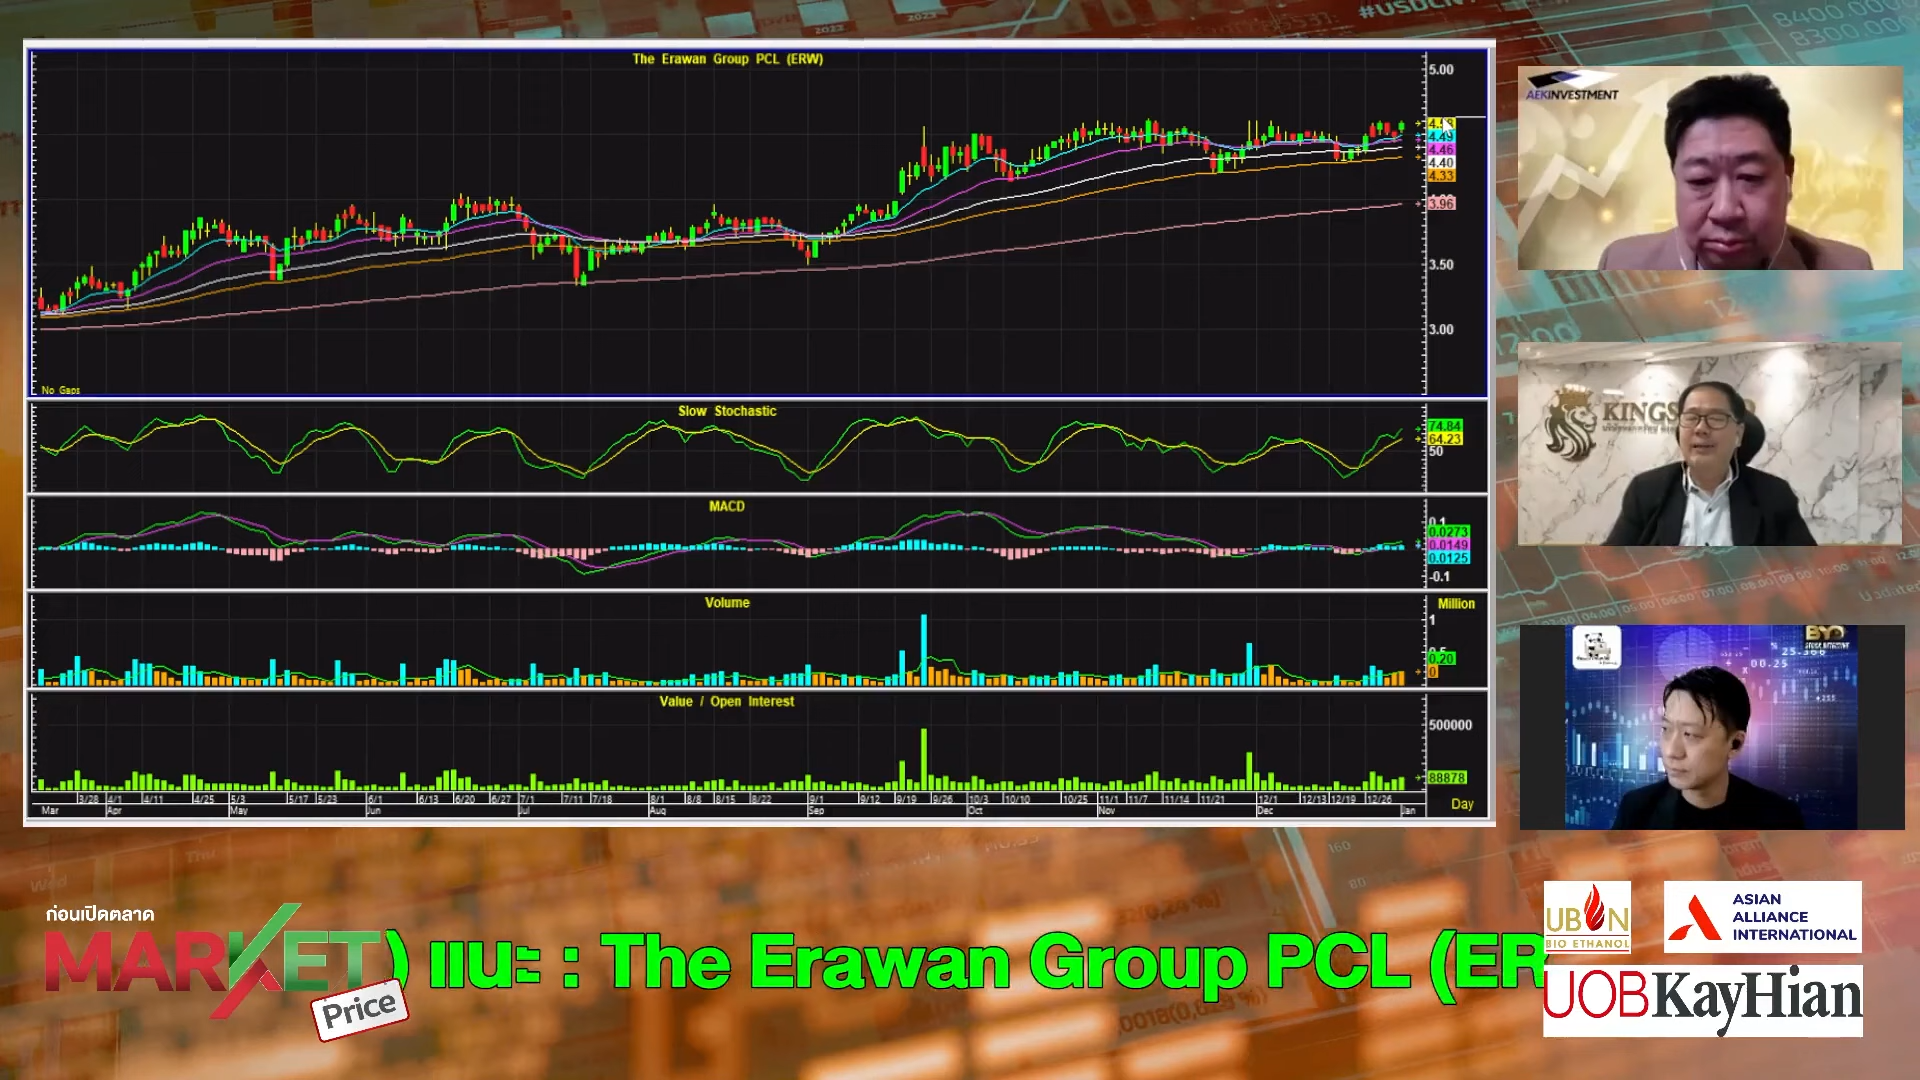 The Erawan Group PCL (ERW)
5.00
4.49
4.46
4.40
4.33
3.96
3.50
3.00
No Gaps
Slow Stochastic
74.84
64.23
50
MACD
0.1
0.0273
0.0149
0.0125
-0.1
Volume
Million
1
0.20
0
Value / Open Interest
500000
88878
3/28 4/1 4/11 4/25 5/3 5/17 5/23 6/1 6/13 6/20 6/27 7/1 7/11 7/18 8/1 8/8 8/15 8/22 9/1 9/12 9/19 9/26 10/3 10/10 10/25 11/1 11/7 11/14 11/21 12/1 12/13 12/19 12/26
Mar Apr May Jun Jul Aug Sep Oct Nov Dec Jan
Day
AEKINVESTMENT
KINGS
BYD
ก่อนเปิดตลาด
MARKET
Price
) แนะ : The Erawan Group PCL (ER
UBON
BIO ETHANOL
ASIAN
ALLIANCE
INTERNATIONAL
UOBKayHian